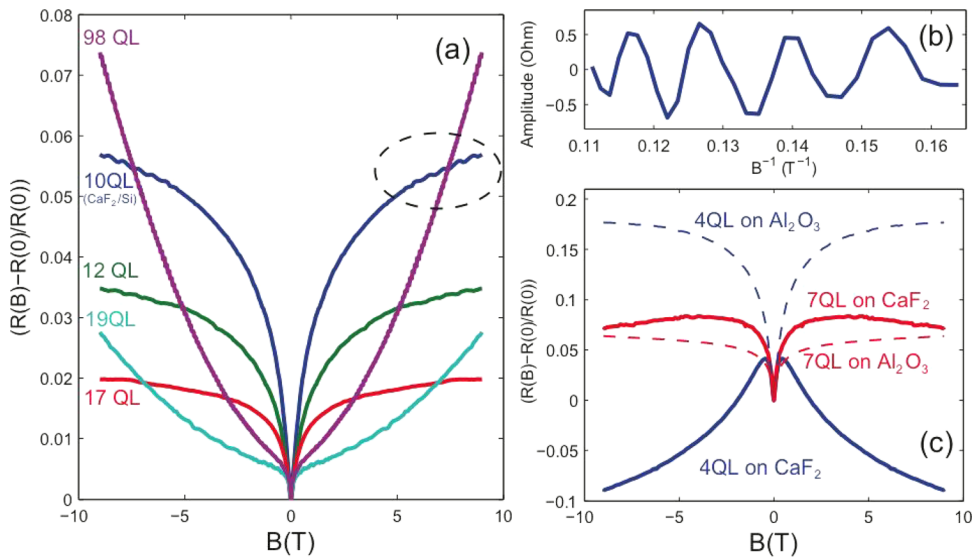 (a)
98 QL
10QL
(CaF₂/Si)
12 QL
19QL
17 QL
0.08
0.07
0.06
0.05
0.04
0.03
0.02
0.01
0
−10 −5 0 5 10
(R(B)−R(0)/R(0))
B(T)
(b)
Amplitude (Ohm)
0.5
0
−0.5
0.11 0.12 0.13 0.14 0.15 0.16
B⁻¹ (T⁻¹)
(c)
4QL on Al₂O₃
7QL on CaF₂
7QL on Al₂O₃
4QL on CaF₂
0.2
0.15
0.1
0.05
0
−0.05
−0.1
−10 −5 0 5 10
(R(B)−R(0)/R(0))
B(T)